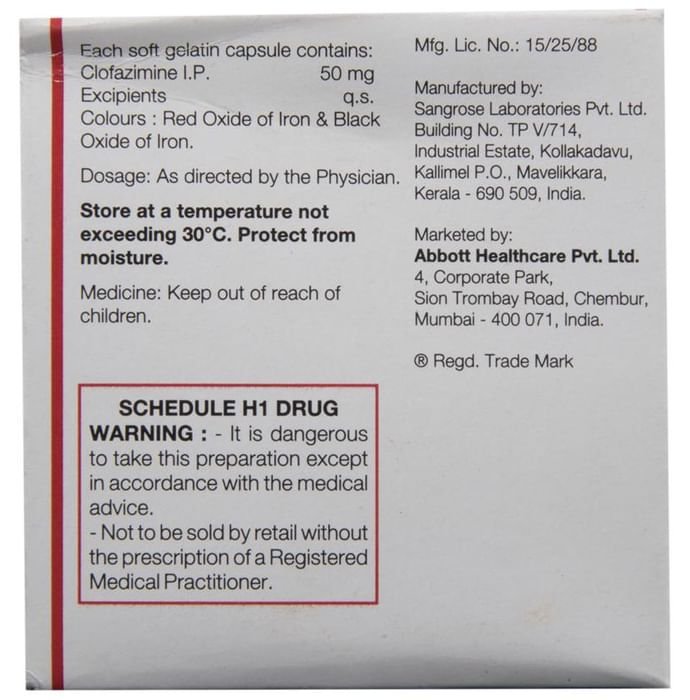 Each soft gelatin capsule contains:
Clofazimine I.P. 50 mg
Excipients q.s.
Colours : Red Oxide of Iron & Black
Oxide of Iron.
Dosage: As directed by the Physician.
Store at a temperature not
exceeding 30°C. Protect from
moisture.
Medicine: Keep out of reach of
children.
SCHEDULE H1 DRUG
WARNING : - It is dangerous
to take this preparation except
in accordance with the medical
advice.
- Not to be sold by retail without
the prescription of a Registered
Medical Practitioner.
Mfg. Lic. No.: 15/25/88
Manufactured by:
Sangrose Laboratories Pvt. Ltd.
Building No. TP V/714,
Industrial Estate, Kollakadavu,
Kallimel P.O., Mavelikkara,
Kerala - 690 509, India.
Marketed by:
Abbott Healthcare Pvt. Ltd.
4, Corporate Park,
Sion Trombay Road, Chembur,
Mumbai - 400 071, India.
® Regd. Trade Mark